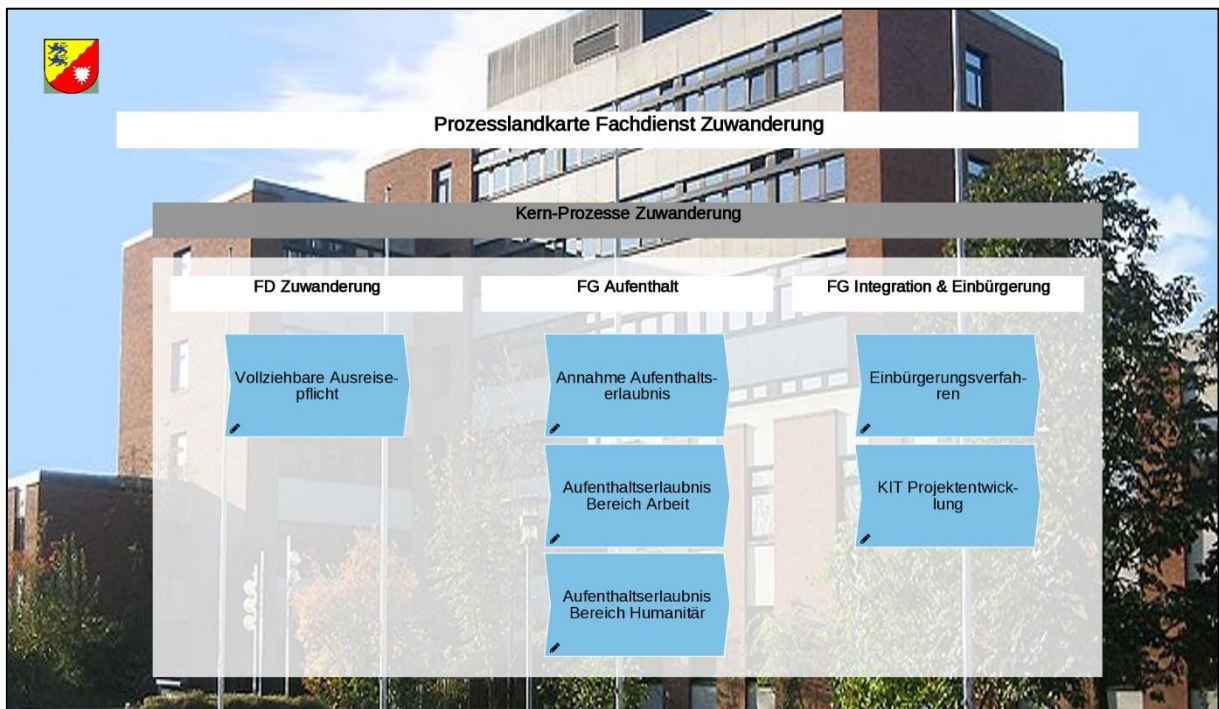 Prozesslandkarte Fachdienst Zuwanderung
Kern-Prozesse Zuwanderung
FD Zuwanderung
FG Aufenthalt
FG Integration & Einbürgerung
Vollziehbare Ausreise-
pflicht
Annahme Aufenthalts-
erlaubnis
Einbürgerungsverfah-
ren
Aufenthaltserlaubnis
Bereich Arbeit
KIT Projektentwick-
lung
Aufenthaltserlaubnis
Bereich Humanitär